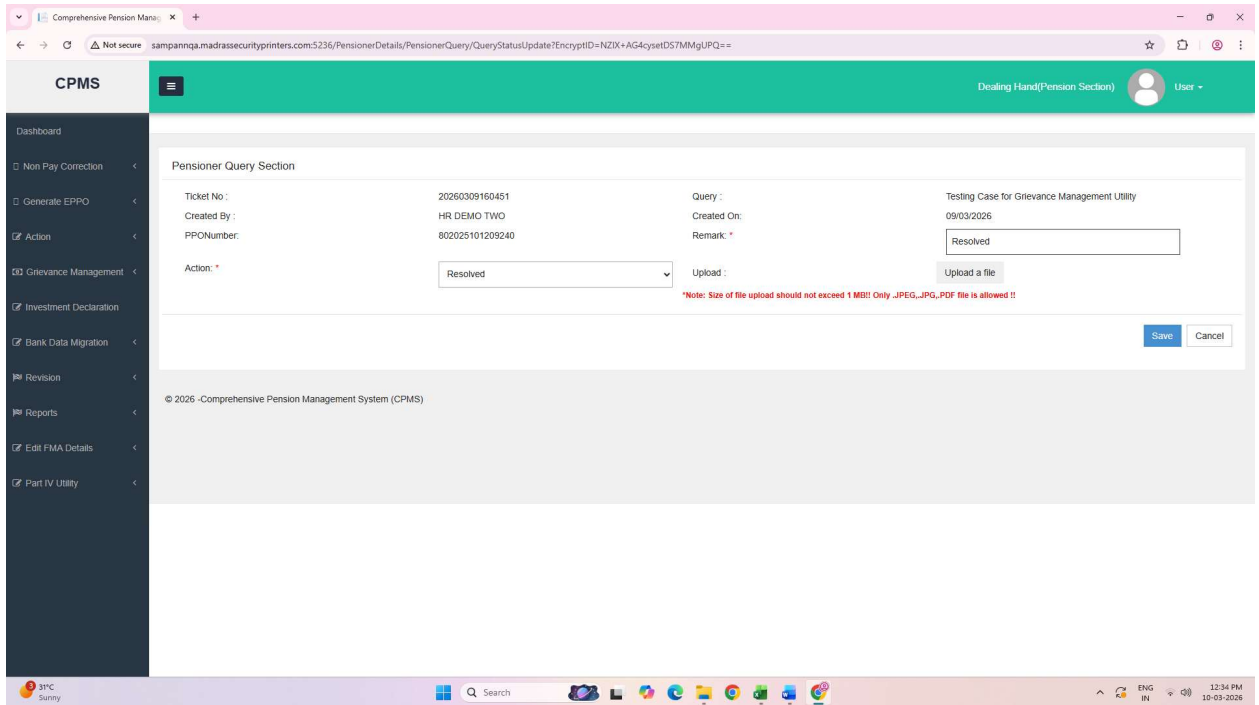 Comprehensive Pension Manag
Not secure sampannqa.madrassecurityprinters.com:5236/PensionerDetails/PensionerQuery/QueryStatusUpdate?EncryptID=NZIX+AG4cysetDS7MMgUPQ==
CPMS
Dealing Hand(Pension Section) User
Dashboard
Non Pay Correction
Generate EPPO
Action
Grievance Management
Investment Declaration
Bank Data Migration
Revision
Reports
Edit FMA Details
Part IV Utility
Pensioner Query Section
Ticket No : 20260309160451 Query : Testing Case for Grievance Management Utility
Created By : HR DEMO TWO Created On: 09/03/2026
PPONumber: 802025101209240 Remark: * Resolved
Action: * Resolved Upload : Upload a file
*Note: Size of file upload should not exceed 1 MB!! Only .JPEG,.JPG,.PDF file is allowed !!
Save Cancel
© 2026 -Comprehensive Pension Management System (CPMS)
3 31°C
Sunny
Search
ENG
IN
12:34 PM
10-03-2026